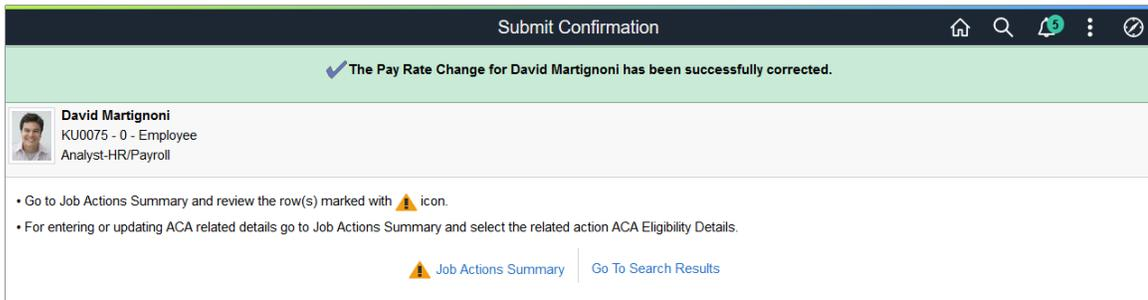 Submit Confirmation
5
The Pay Rate Change for David Martignoni has been successfully corrected.
David Martignoni
KU0075 - 0 - Employee
Analyst-HR/Payroll
• Go to Job Actions Summary and review the row(s) marked with icon.
• For entering or updating ACA related details go to Job Actions Summary and select the related action ACA Eligibility Details.
Job Actions Summary Go To Search Results